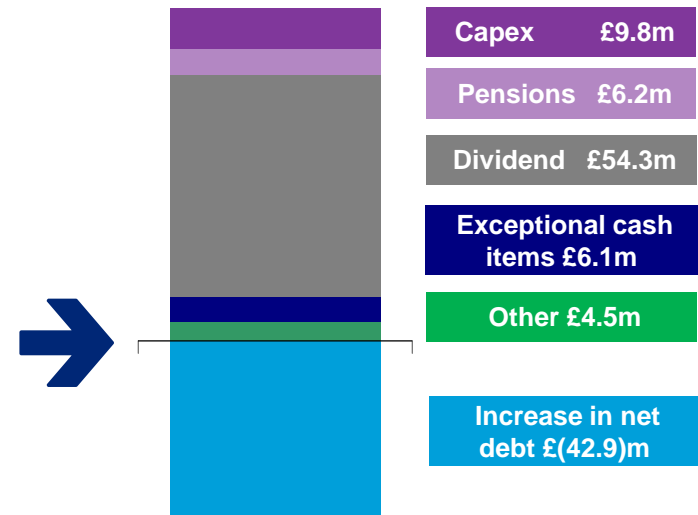 Capex £9.8m
Pensions £6.2m
Dividend £54.3m
Exceptional cash
items £6.1m
Other £4.5m
Increase in net
debt £(42.9)m